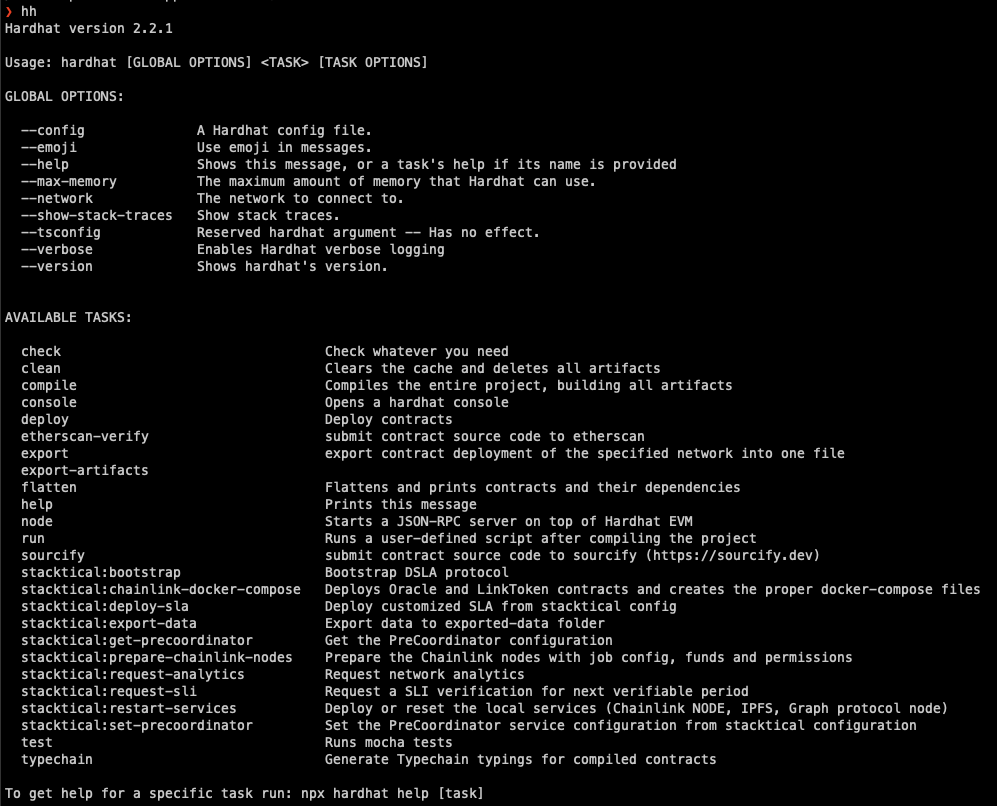 ❯ hh
Hardhat version 2.2.1
Usage: hardhat [GLOBAL OPTIONS] <TASK> [TASK OPTIONS]
GLOBAL OPTIONS:
--config A Hardhat config file.
--emoji Use emoji in messages.
--help Shows this message, or a task's help if its name is provided
--max-memory The maximum amount of memory that Hardhat can use.
--network The network to connect to.
--show-stack-traces Show stack traces.
--tsconfig Reserved hardhat argument -- Has no effect.
--verbose Enables Hardhat verbose logging
--version Shows hardhat's version.
AVAILABLE TASKS:
check Check whatever you need
clean Clears the cache and deletes all artifacts
compile Compiles the entire project, building all artifacts
console Opens a hardhat console
deploy Deploy contracts
etherscan-verify submit contract source code to etherscan
export export contract deployment of the specified network into one file
export-artifacts
flatten Flattens and prints contracts and their dependencies
help Prints this message
node Starts a JSON-RPC server on top of Hardhat EVM
run Runs a user-defined script after compiling the project
sourcify submit contract source code to sourcify (https://sourcify.dev)
stacktical:bootstrap Bootstrap DSLA protocol
stacktical:chainlink-docker-compose Deploys Oracle and LinkToken contracts and creates the proper docker-compose files
stacktical:deploy-sla Deploy customized SLA from stacktical config
stacktical:export-data Export data to exported-data folder
stacktical:get-precoordinator Get the PreCoordinator configuration
stacktical:prepare-chainlink-nodes Prepare the Chainlink nodes with job config, funds and permissions
stacktical:request-analytics Request network analytics
stacktical:request-sli Request a SLI verification for next verifiable period
stacktical:restart-services Deploy or reset the local services (Chainlink NODE, IPFS, Graph protocol node)
stacktical:set-precoordinator Set the PreCoordinator service configuration from stacktical configuration
test Runs mocha tests
typechain Generate Typechain typings for compiled contracts
To get help for a specific task run: npx hardhat help [task]